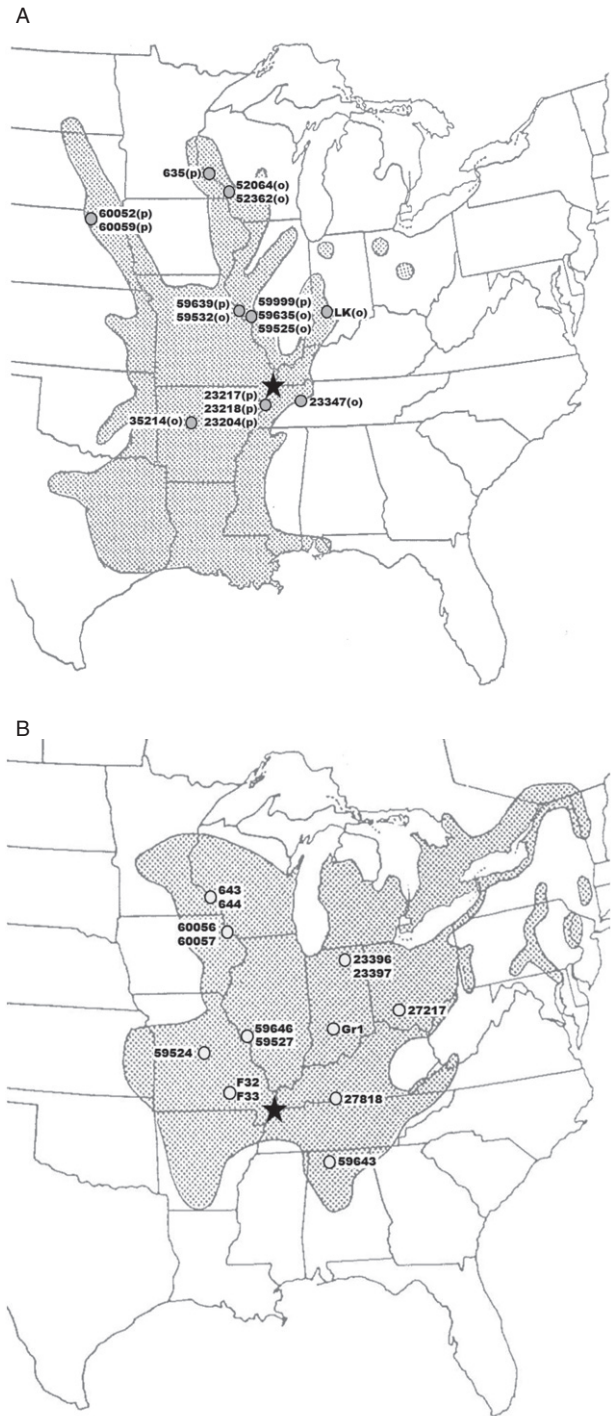 A
635(p)
52064(o)
52362(o)
60052(p)
60059(p)
59639(p)
59532(o)
59999(p)
59635(o)
59525(o)
LK(o)
23217(p)
23218(p)
23204(p)
23347(o)
35214(o)
B
643
644
60056
60057
23396
23397
27217
59646
59527
Gr1
59524
F32
F33
27818
59643